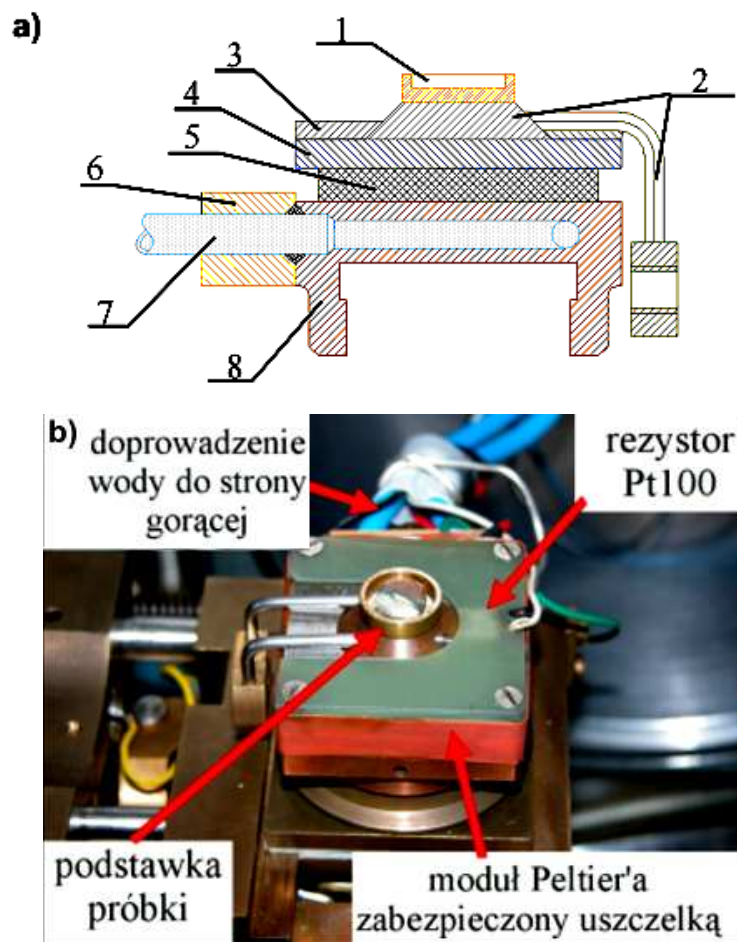 a)
1
3
2
4
5
6
7
8
b)
doprowadzenie
wody do strony
gorącej
rezystor
Pt100
podstawka
próbki
moduł Peltier'a
zabezpieczony uszczelką